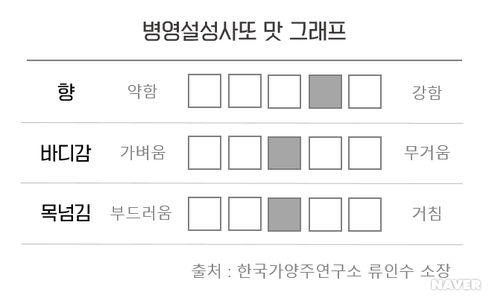 병영설성사또 맛 그래프
향 약함 강함
바디감 가벼움 무거움
목넘김 부드러움 거침
출처 : 한국가양주연구소 류인수 소장
NAVER